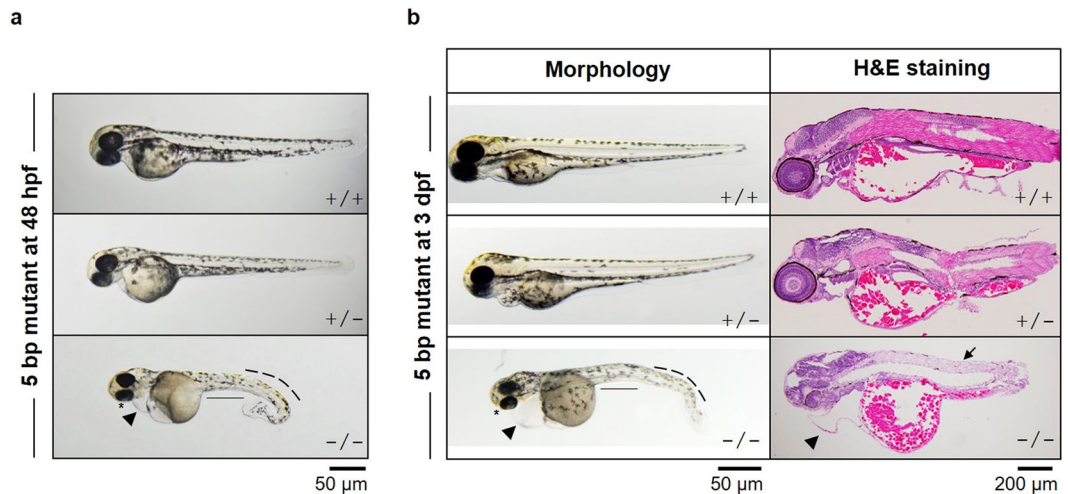 a
b
Morphology
H&E staining
5 bp mutant at 48 hpf
+/+
+/−
*
−/−
50 μm
5 bp mutant at 3 dpf
+/+
+/+
+/−
+/−
*
−/−
−/−
50 μm
200 μm